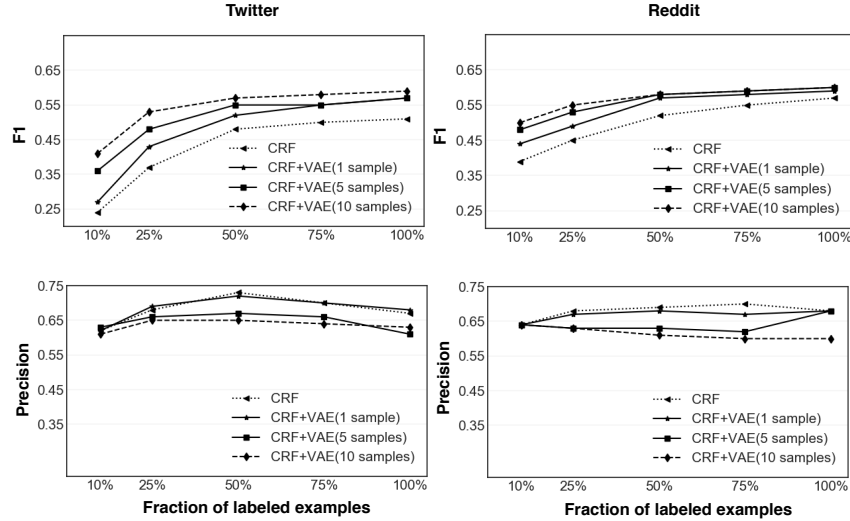 Twitter
Reddit
F1
0.65
0.55
0.45
0.35
0.25
10% 25% 50% 75% 100%
CRF
CRF+VAE(1 sample)
CRF+VAE(5 samples)
CRF+VAE(10 samples)
F1
0.65
0.55
0.45
0.35
0.25
10% 25% 50% 75% 100%
CRF
CRF+VAE(1 sample)
CRF+VAE(5 samples)
CRF+VAE(10 samples)
Precision
0.75
0.65
0.55
0.45
0.35
10% 25% 50% 75% 100%
CRF
CRF+VAE(1 sample)
CRF+VAE(5 samples)
CRF+VAE(10 samples)
Fraction of labeled examples
Precision
0.75
0.65
0.55
0.45
0.35
10% 25% 50% 75% 100%
CRF
CRF+VAE(1 sample)
CRF+VAE(5 samples)
CRF+VAE(10 samples)
Fraction of labeled examples